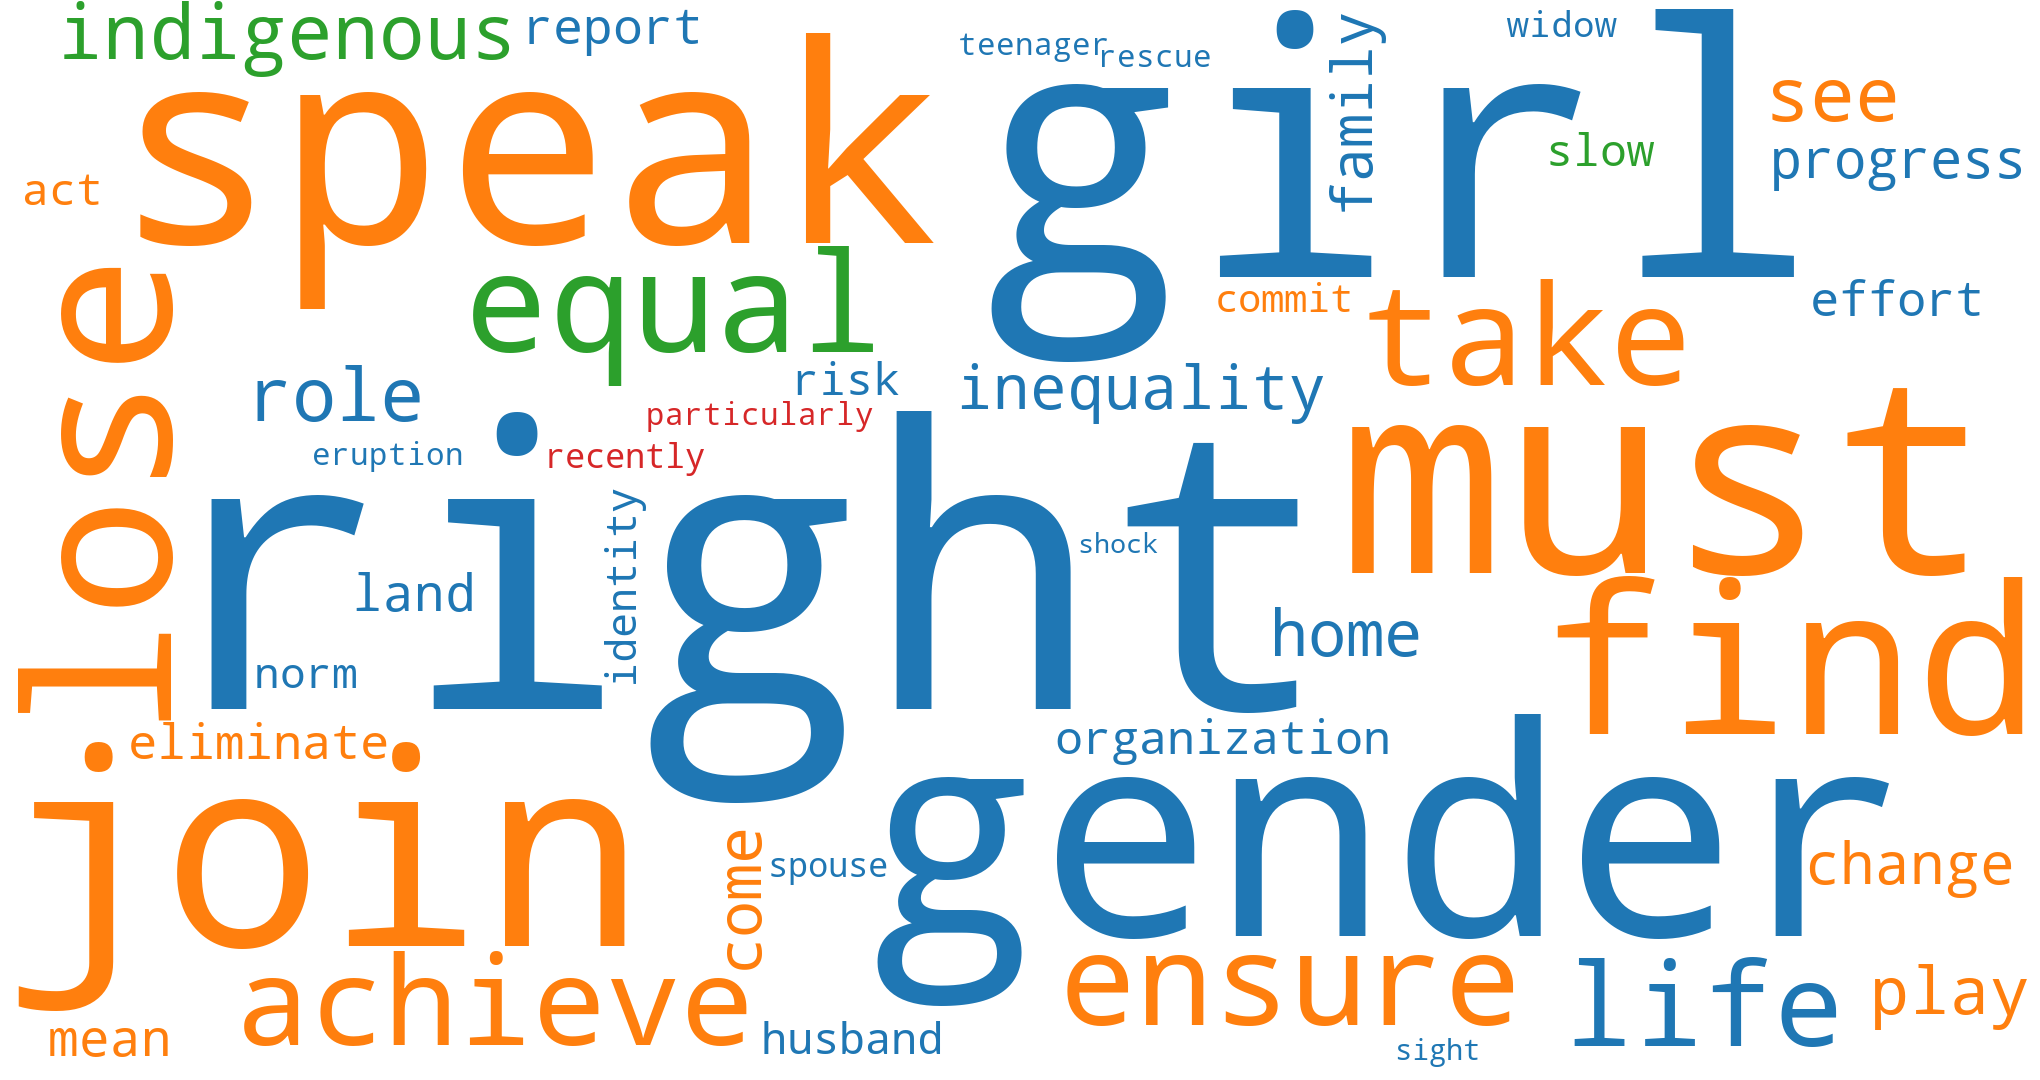 indigenous
report
teenager
rescue
family
widow
speak
girl
see
slow
progress
act
equal
commit
take
effort
lose
role
risk
inequality
particularly
must
eruption
recently
right
identity
shock
land
home
find
norm
eliminate
organization
join
gender
come
spouse
change
achieve
ensure
life
play
mean
husband
sight